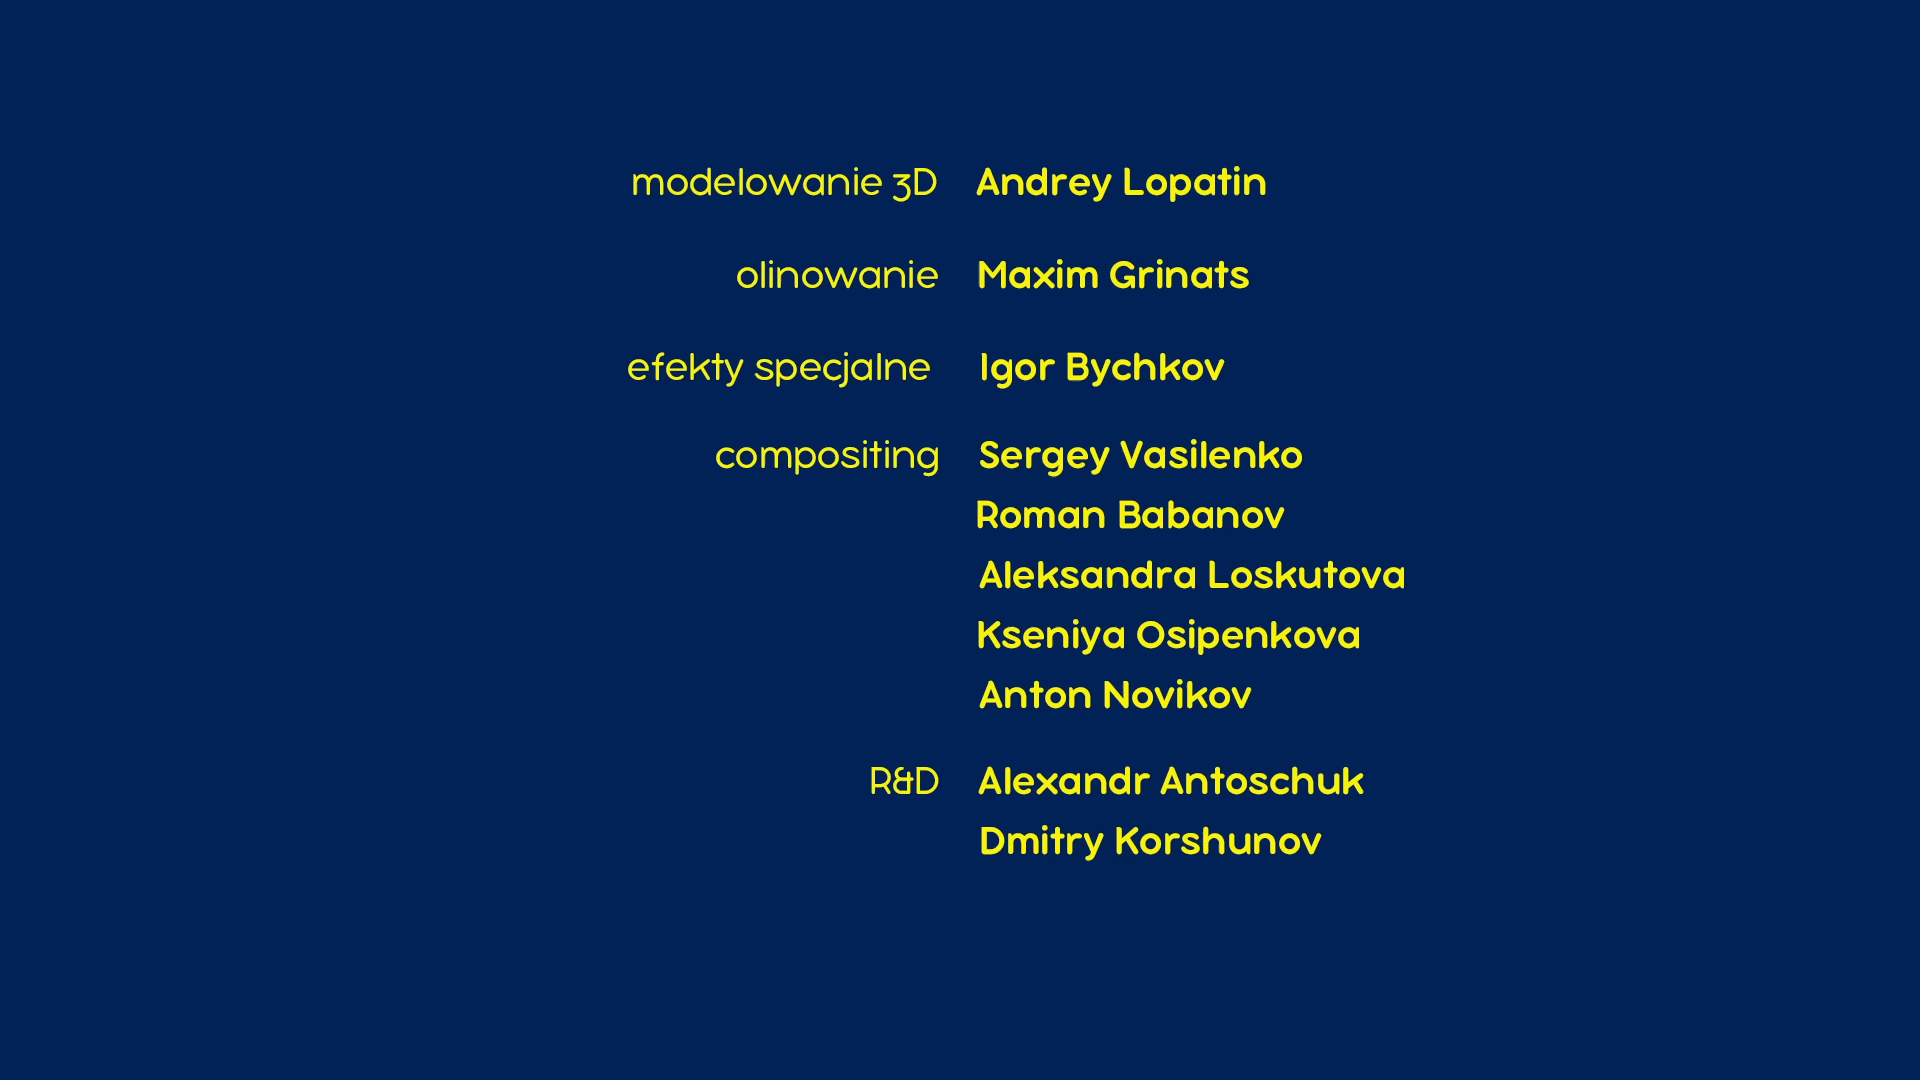 modelowanie 3D Andrey Lopatin
olinowanie Maxim Grinats
efekty specjalne Igor Bychkov
compositing Sergey Vasilenko
Roman Babanov
Aleksandra Loskutova
Kseniya Osipenkova
Anton Novikov
R&D Alexandr Antoschuk
Dmitry Korshunov